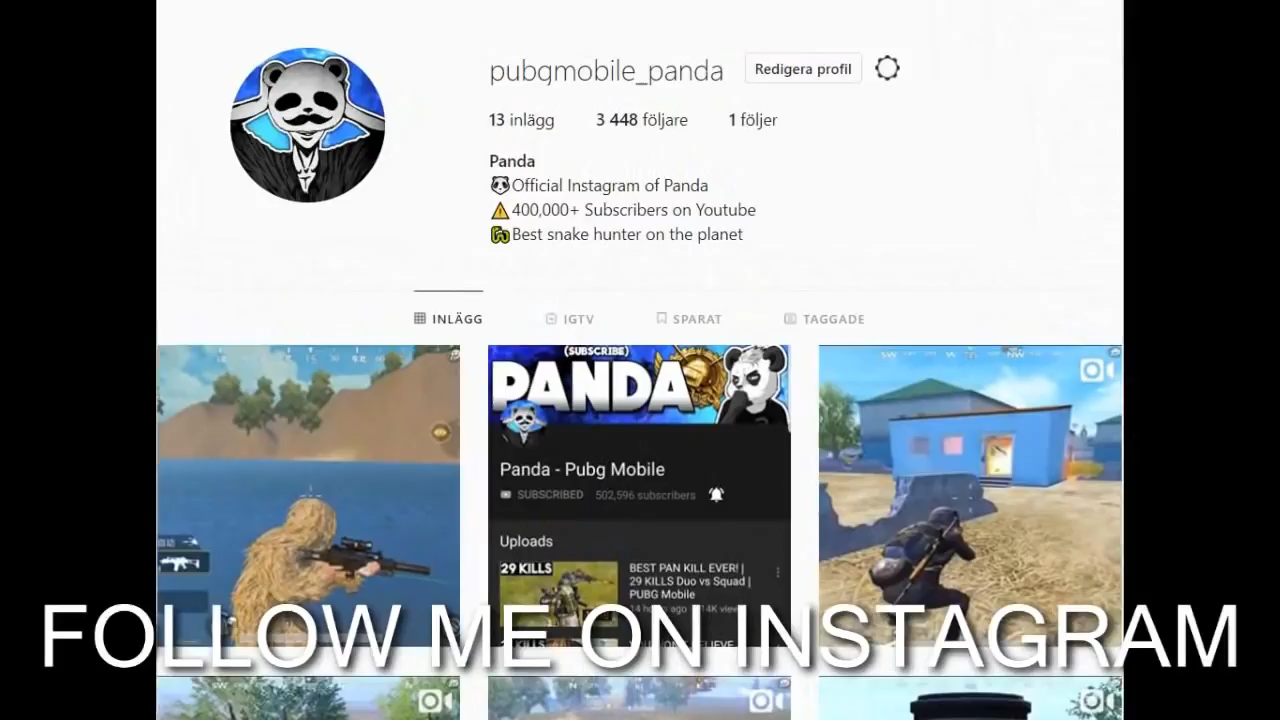 pubgmobile_panda Redigera profil
13 inlägg 3 448 följare 1 följer
Panda
Official Instagram of Panda
400,000+ Subscribers on Youtube
Best snake hunter on the planet
INLÄGG IGTV SPARAT TAGGADE
(SUBSCRIBE)
PANDA
Panda - Pubg Mobile
SUBSCRIBED 502,596 subscribers
Uploads
29 KILLS
BEST PAN KILL EVER! |
29 KILLS Duo vs Squad |
PUBG Mobile
SW W NW
FOLLOW ME ON INSTAGRAM